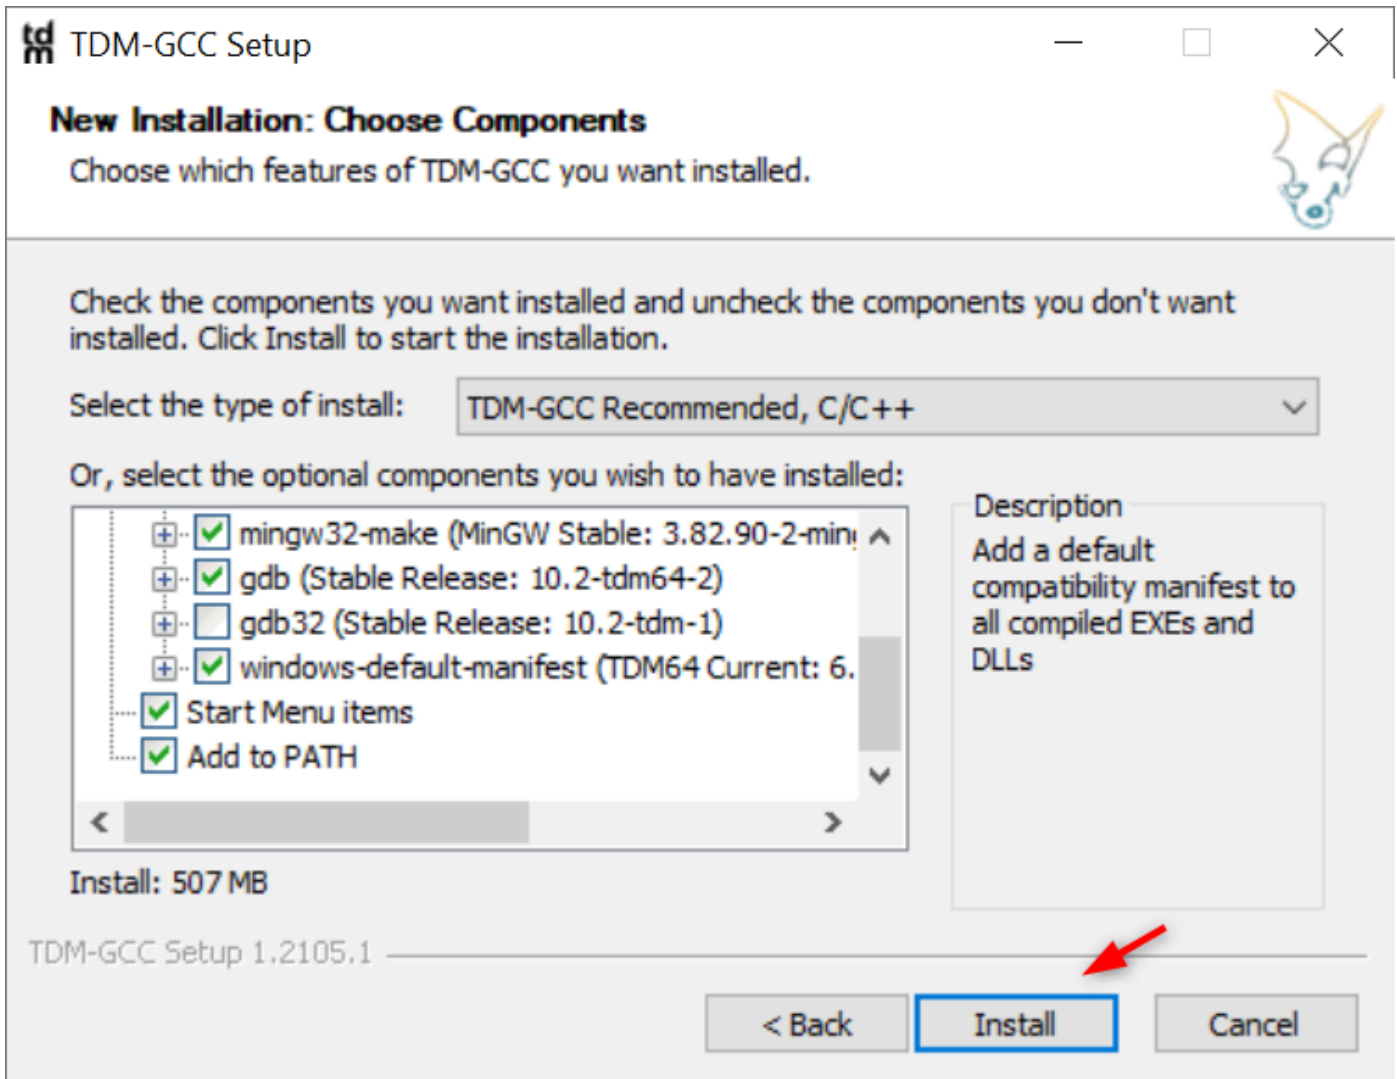 tdm TDM-GCC Setup
New Installation: Choose Components
Choose which features of TDM-GCC you want installed.
Check the components you want installed and uncheck the components you don't want
installed. Click Install to start the installation.
Select the type of install: TDM-GCC Recommended, C/C++
Or, select the optional components you wish to have installed:
mingw32-make (MinGW Stable: 3.82.90-2-ming
gdb (Stable Release: 10.2-tdm64-2)
gdb32 (Stable Release: 10.2-tdm-1)
windows-default-manifest (TDM64 Current: 6.
Start Menu items
Add to PATH
Description
Add a default
compatibility manifest to
all compiled EXEs and
DLLs
Install: 507 MB
TDM-GCC Setup 1.2105.1
< Back Install Cancel